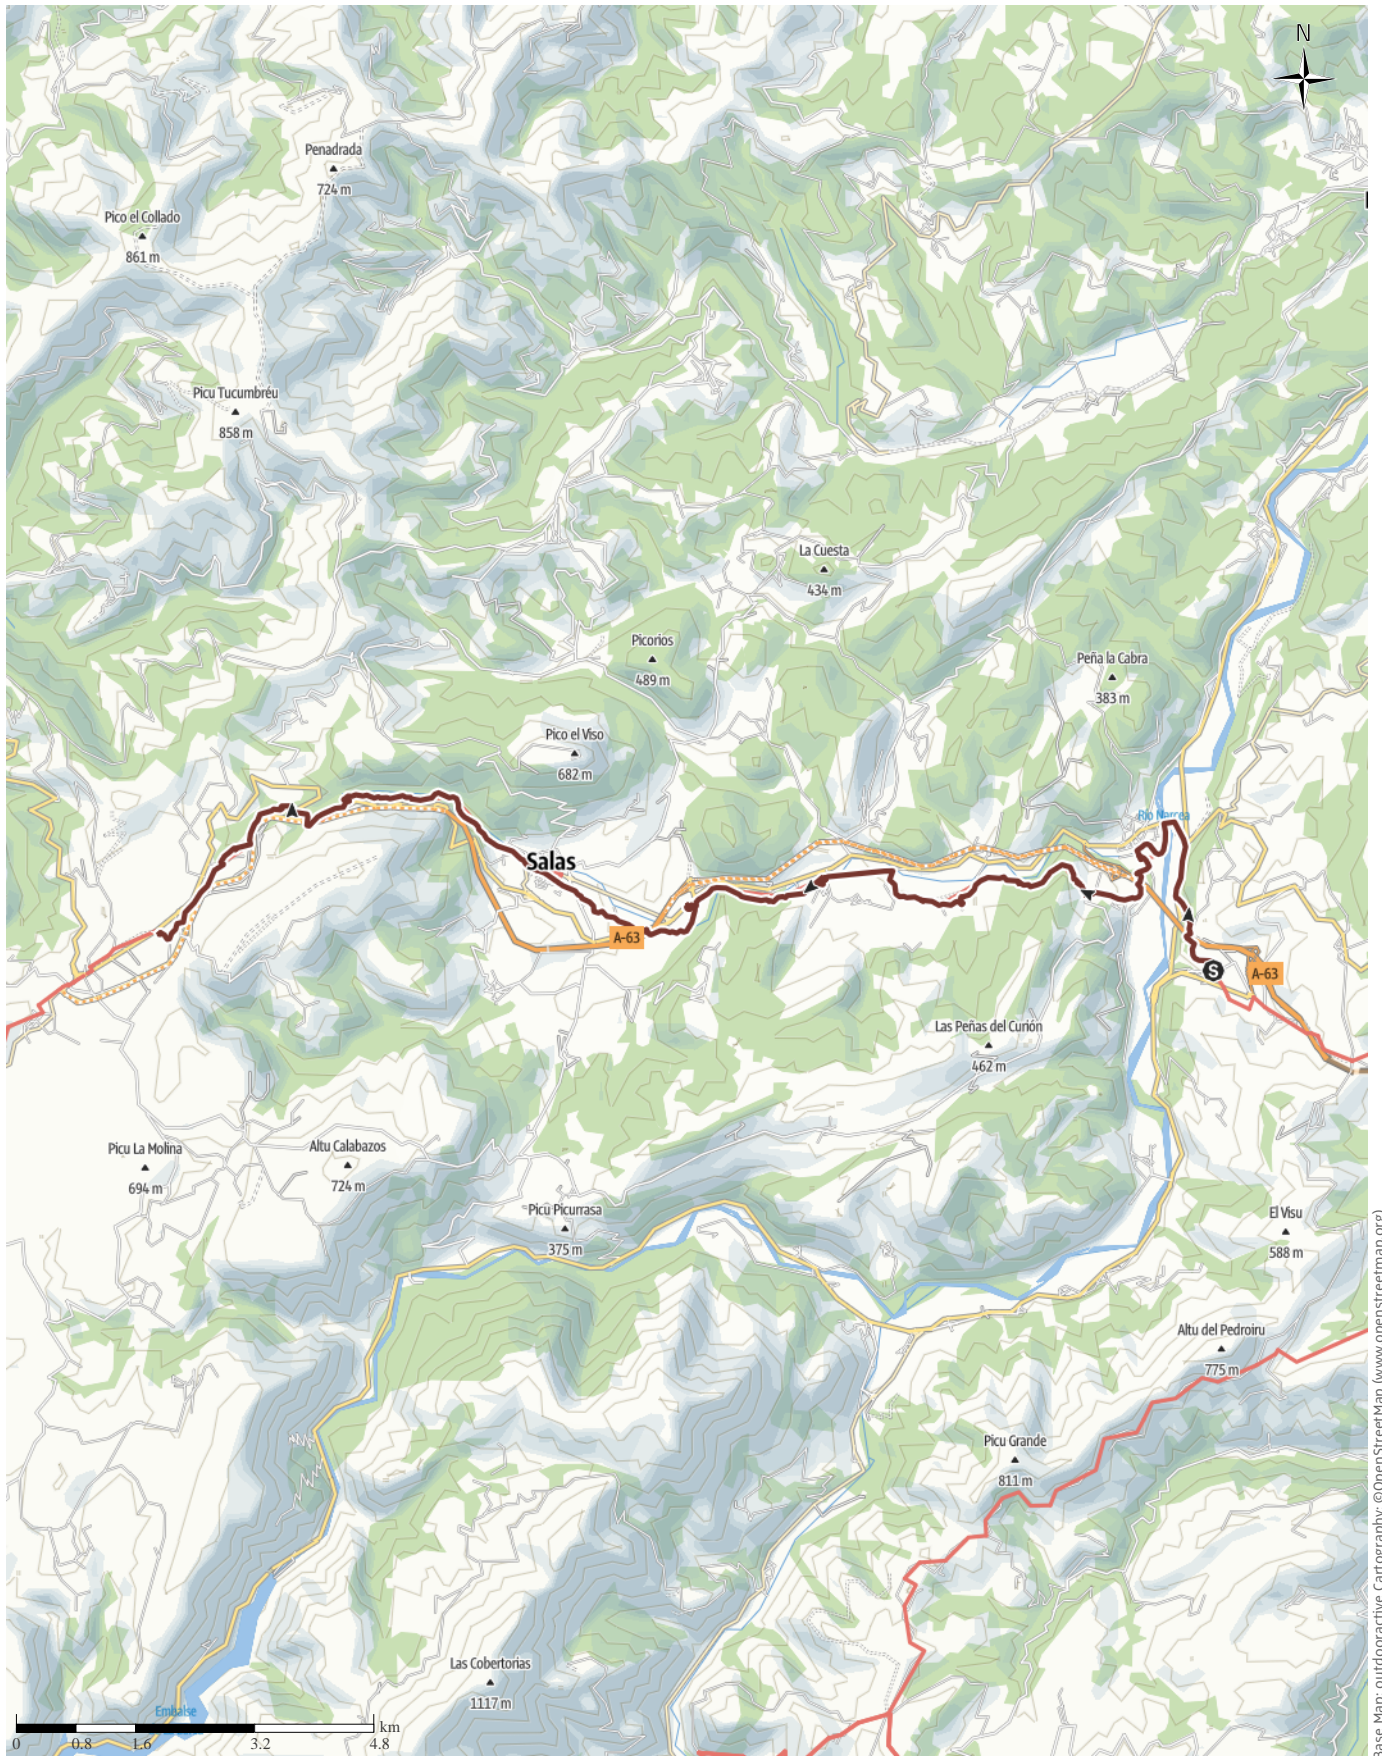 N
Penadrada
724 m
Pico el Collado
861 m
Picu Tucumbréu
858 m
La Cuesta
434 m
Picorios
489 m
Peña la Cabra
383 m
Pico el Viso
682 m
Río Narcea
Salas
A-63
S
A-63
Las Peñas del Curión
462 m
Picu La Molina
694 m
Altu Calabazos
724 m
Picu Picurrasa
375 m
El Visu
588 m
Altu del Pedroiru
775 m
Picu Grande
811 m
Las Cobertorias
1117 m
Embalse
km
0 0.8 1.6 3.2 4.8
Base Map: outdooractive Cartography; ©OpenStreetMap (www.openstreetmap.org)